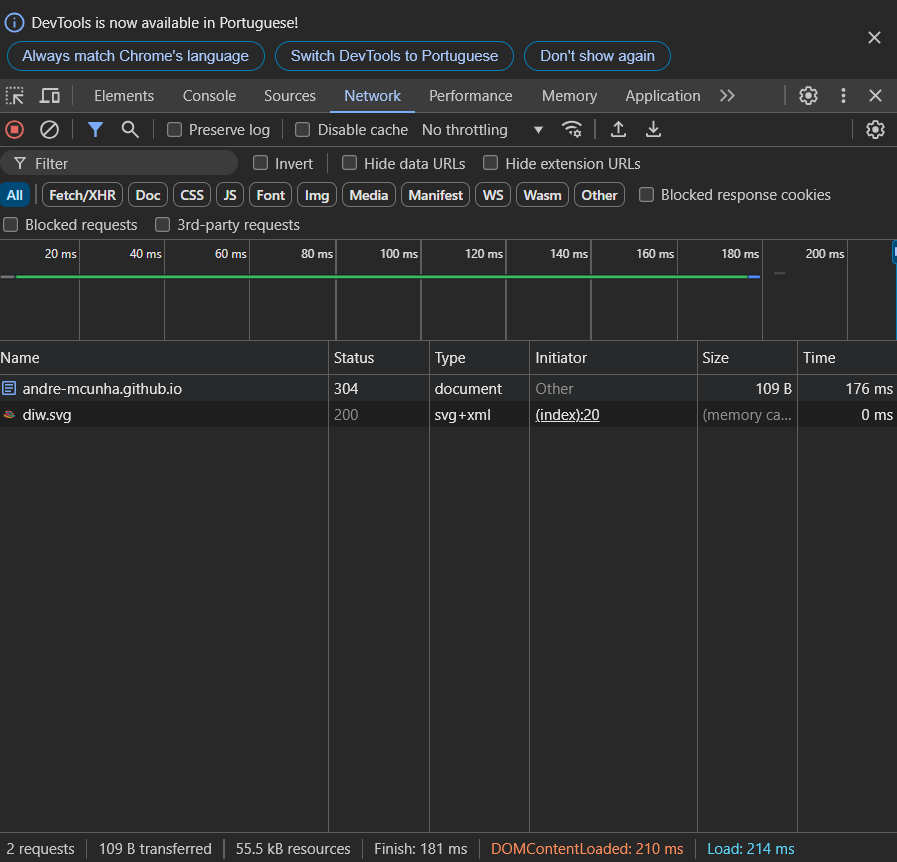 DevTools is now available in Portuguese!
Always match Chrome's language Switch DevTools to Portuguese Don't show again
Elements Console Sources Network Performance Memory Application
Preserve log Disable cache No throttling
Filter Invert Hide data URLs Hide extension URLs
All Fetch/XHR Doc CSS JS Font Img Media Manifest WS Wasm Other Blocked response cookies
Blocked requests 3rd-party requests
20 ms 40 ms 60 ms 80 ms 100 ms 120 ms 140 ms 160 ms 180 ms 200 ms
Name Status Type Initiator Size Time
andre-mcunha.github.io 304 document Other 109 B 176 ms
diw.svg 200 svg+xml (index):20 (memory ca... 0 ms
2 requests 109 B transferred 55.5 kB resources Finish: 181 ms DOMContentLoaded: 210 ms Load: 214 ms